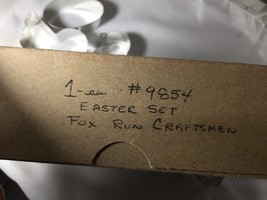 1-ea #9854
EASTER SET
FOX RUN CRAFTSMEN